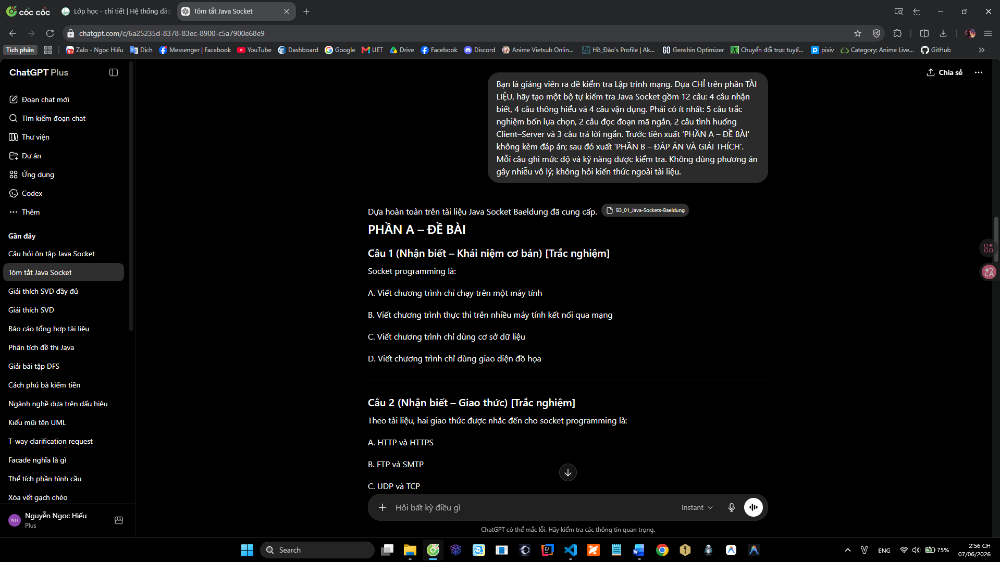 cốc cốc
Lớp học - chi tiết | Hệ thống đào
Tóm tắt Java Socket
chatgpt.com/c/6a25235d-8378-83ec-8900-c5a7900e68e9
Tích phân
Zalo - Ngọc Hiếu
Dịch
Messenger | Facebook
YouTube
Dashboard
Google
UET
Drive
Facebook
Discord
Anime Vietsub Onlin...
Hồ_Đào's Profile | Ak...
Genshin Optimizer
Chuyển đổi trực tuyế...
pixiv
Category: Anime Live...
GitHub
ChatGPT Plus
Đoạn chat mới
Tìm kiếm đoạn chat
Thư viện
Dự án
Ứng dụng
Codex
Thêm
Gần đây
Câu hỏi ôn tập Java Socket
Tóm tắt Java Socket
Giải thích SVD đầy đủ
Giải thích SVD
Báo cáo tổng hợp tài liệu
Phân tích đề thi Java
Giải bài tập DFS
Cách phú bà kiếm tiền
Ngành nghề dựa trên dấu hiệu
Kiểu mũi tên UML
T-way clarification request
Facade nghĩa là gì
Thể tích phần hình cầu
Xóa vết gạch chéo
NH
Nguyễn Ngọc Hiếu
Plus
Chia sẻ
Bạn là giảng viên ra đề kiểm tra Lập trình mạng. Dựa CHỈ trên phần TÀI
LIỆU, hãy tạo một bộ tự kiểm tra Java Socket gồm 12 câu: 4 câu nhận
biết, 4 câu thông hiểu và 4 câu vận dụng. Phải có ít nhất: 5 câu trắc
nghiệm bốn lựa chọn, 2 câu đọc đoạn mã ngắn, 2 câu tình huống
Client–Server và 3 câu trả lời ngắn. Trước tiên xuất 'PHẦN A – ĐỀ BÀI'
không kèm đáp án; sau đó xuất 'PHẦN B – ĐÁP ÁN VÀ GIẢI THÍCH'.
Mỗi câu ghi mức độ và kỹ năng được kiểm tra. Không dùng phương án
gây nhiễu vô lý; không hỏi kiến thức ngoài tài liệu.
Dựa hoàn toàn trên tài liệu Java Socket Baeldung đã cung cấp. B3_01_Java-Sockets-Baeldung
PHẦN A – ĐỀ BÀI
Câu 1 (Nhận biết – Khái niệm cơ bản) [Trắc nghiệm]
Socket programming là:
A. Viết chương trình chỉ chạy trên một máy tính
B. Viết chương trình thực thi trên nhiều máy tính kết nối qua mạng
C. Viết chương trình chỉ dùng cơ sở dữ liệu
D. Viết chương trình chỉ dùng giao diện đồ họa
Câu 2 (Nhận biết – Giao thức) [Trắc nghiệm]
Theo tài liệu, hai giao thức được nhắc đến cho socket programming là:
A. HTTP và HTTPS
B. FTP và SMTP
C. UDP và TCP
Hỏi bất kỳ điều gì
Instant
ChatGPT có thể mắc lỗi. Hãy kiểm tra các thông tin quan trọng.
Search
ENG
75%
2:56 CH
07/06/2026